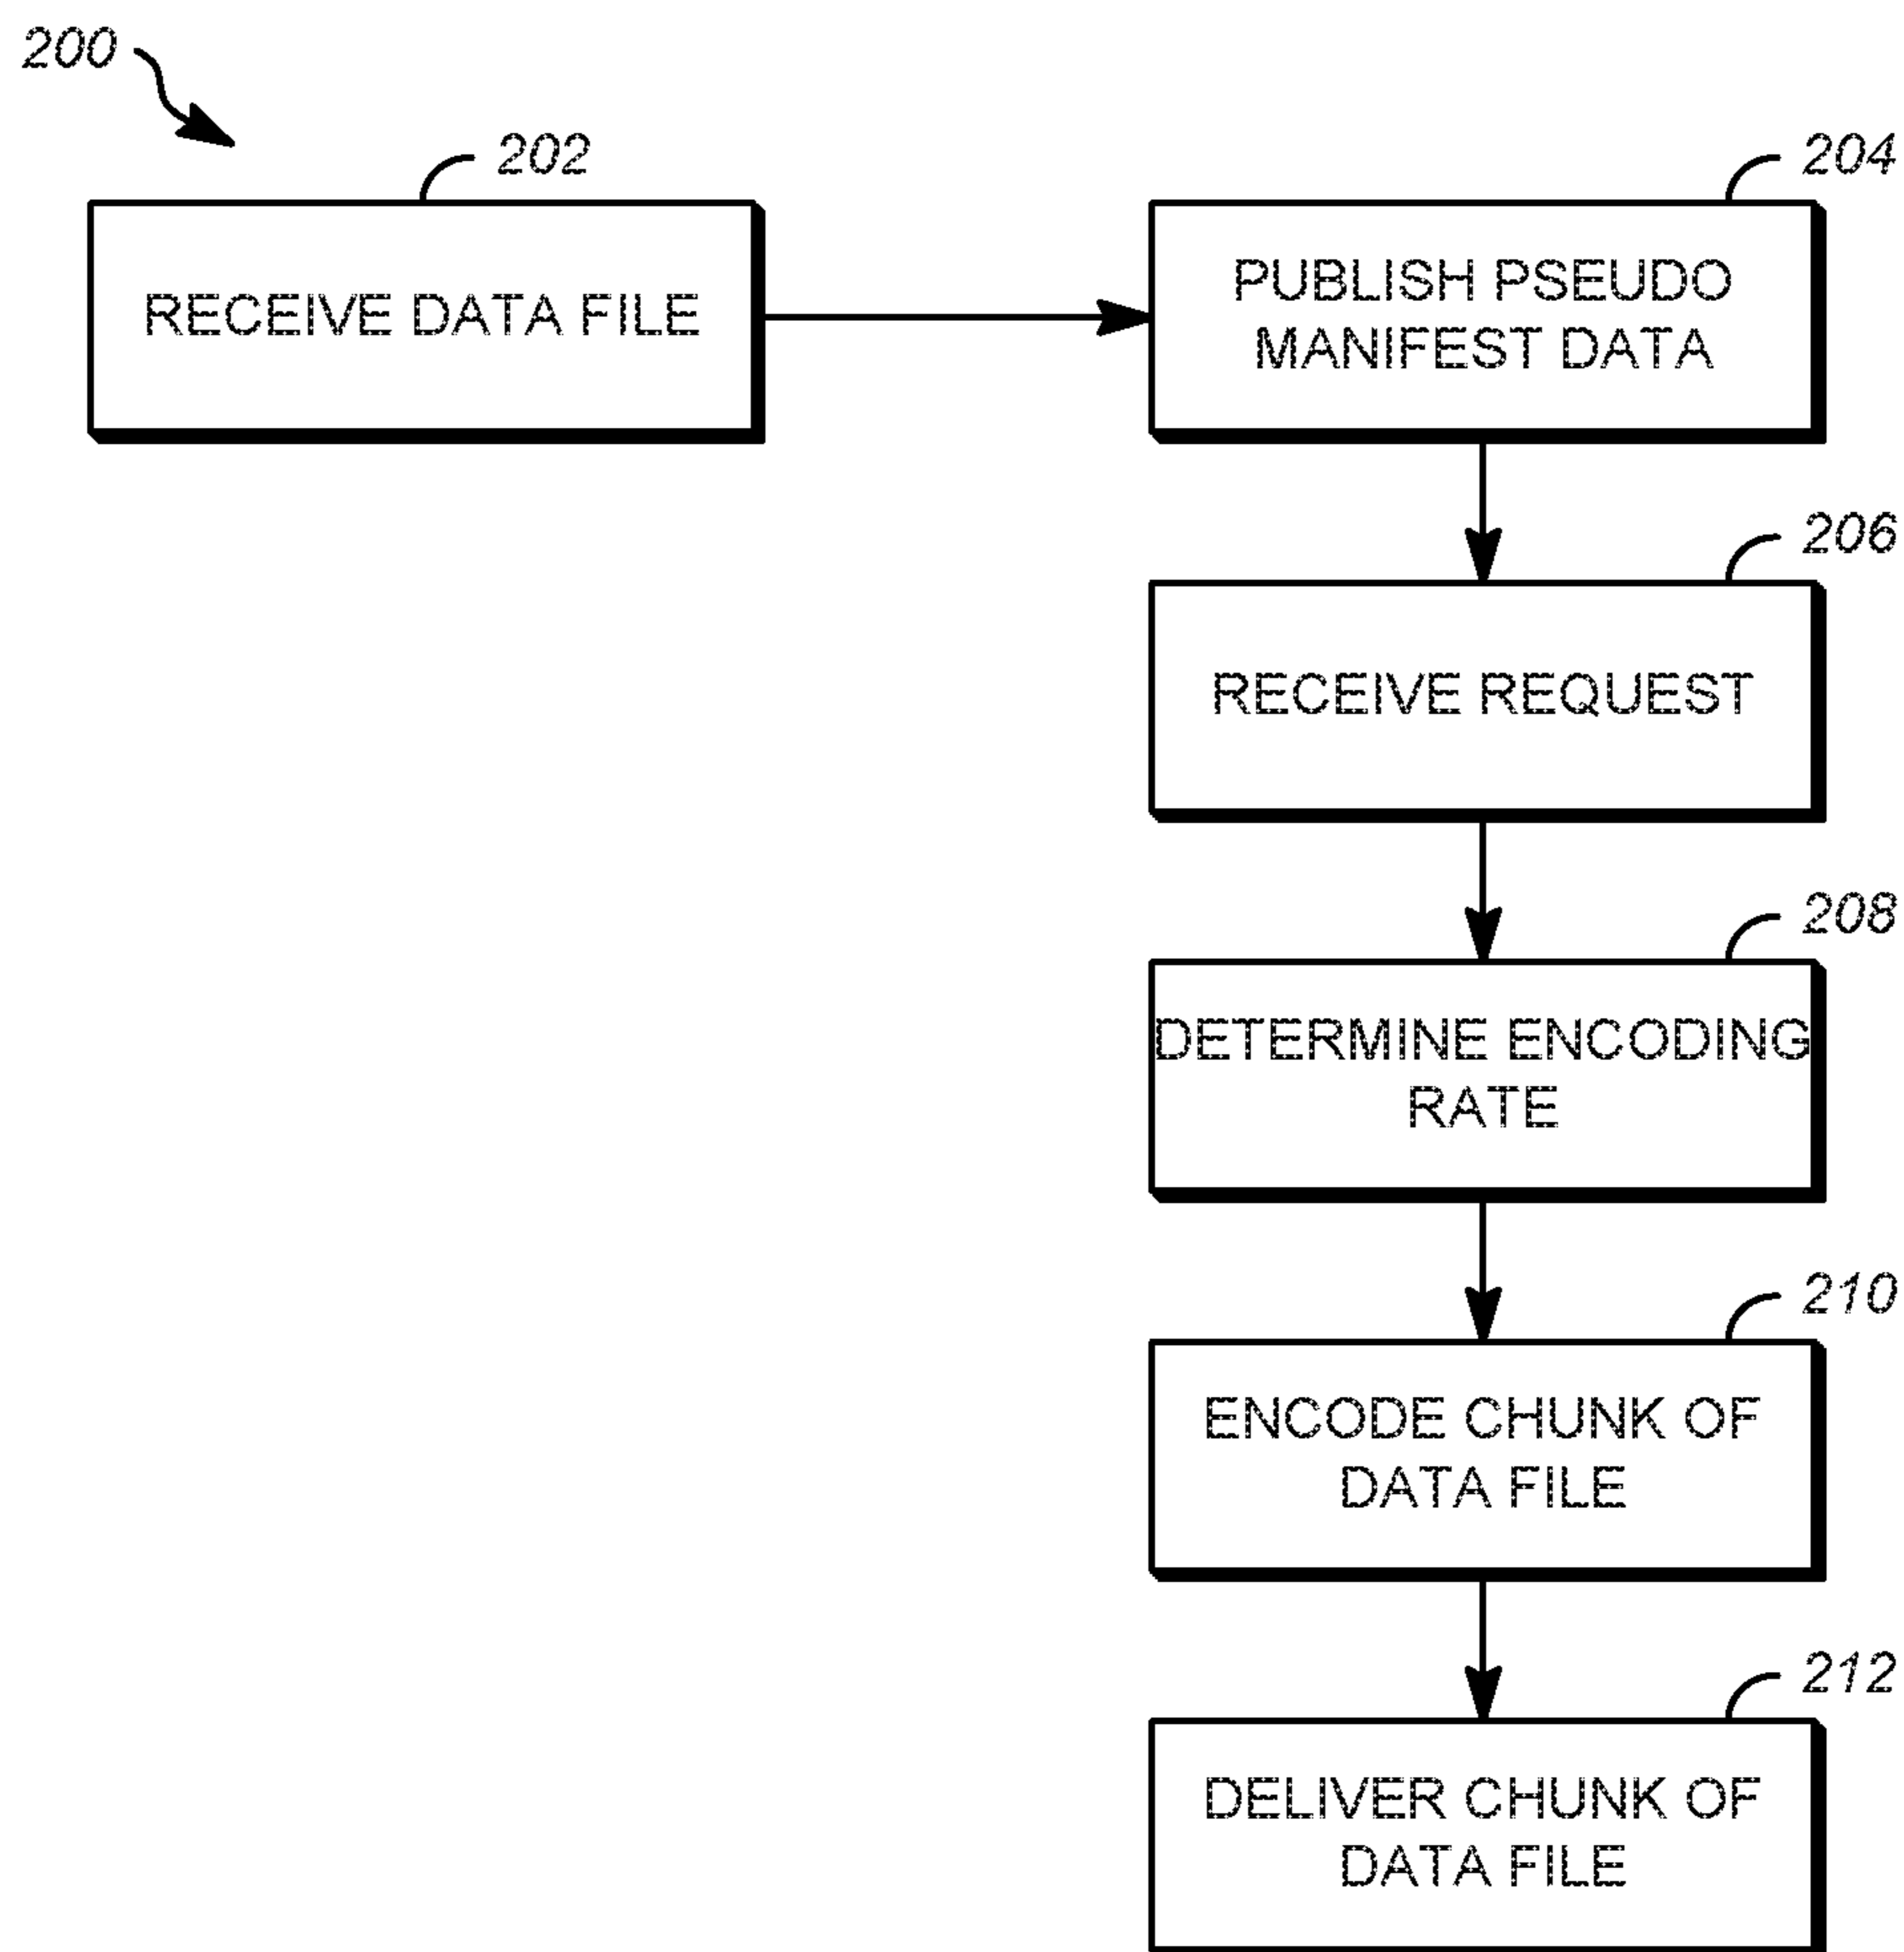 200
202
RECEIVE DATA FILE
204
PUBLISH PSEUDO
MANIFEST DATA
206
RECEIVE REQUEST
208
DETERMINE ENCODING
RATE
210
ENCODE CHUNK OF
DATA FILE
212
DELIVER CHUNK OF
DATA FILE